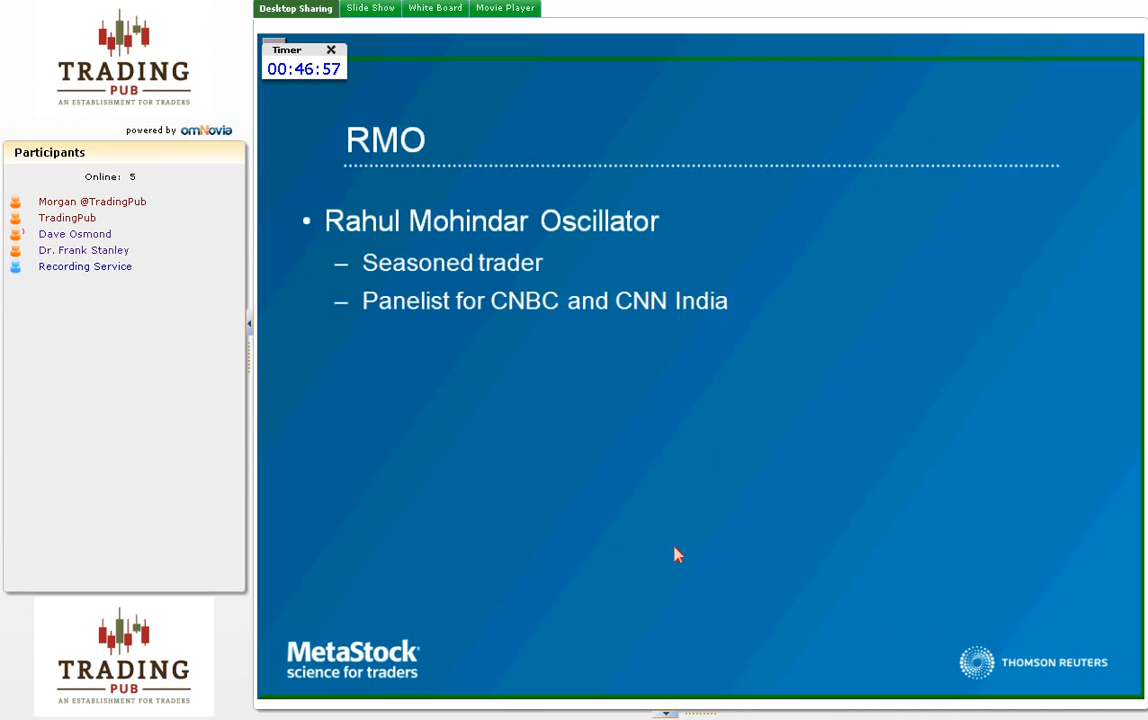 Desktop Sharing
Slide Show
White Board
Movie Player
TRADING
PUB
AN ESTABLISHMENT FOR TRADERS
powered by omNovia
Participants
Online: 5
Morgan @TradingPub
TradingPub
Dave Osmond
Dr. Frank Stanley
Recording Service
TRADING
PUB
AN ESTABLISHMENT FOR TRADERS
Timer
00:46:57
RMO
• Rahul Mohindar Oscillator
– Seasoned trader
– Panelist for CNBC and CNN India
MetaStock
science for traders
THOMSON REUTERS